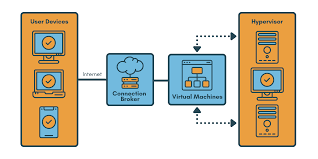 User Devices
Internet
Connection
Broker
Virtual Machines
Hypervisor